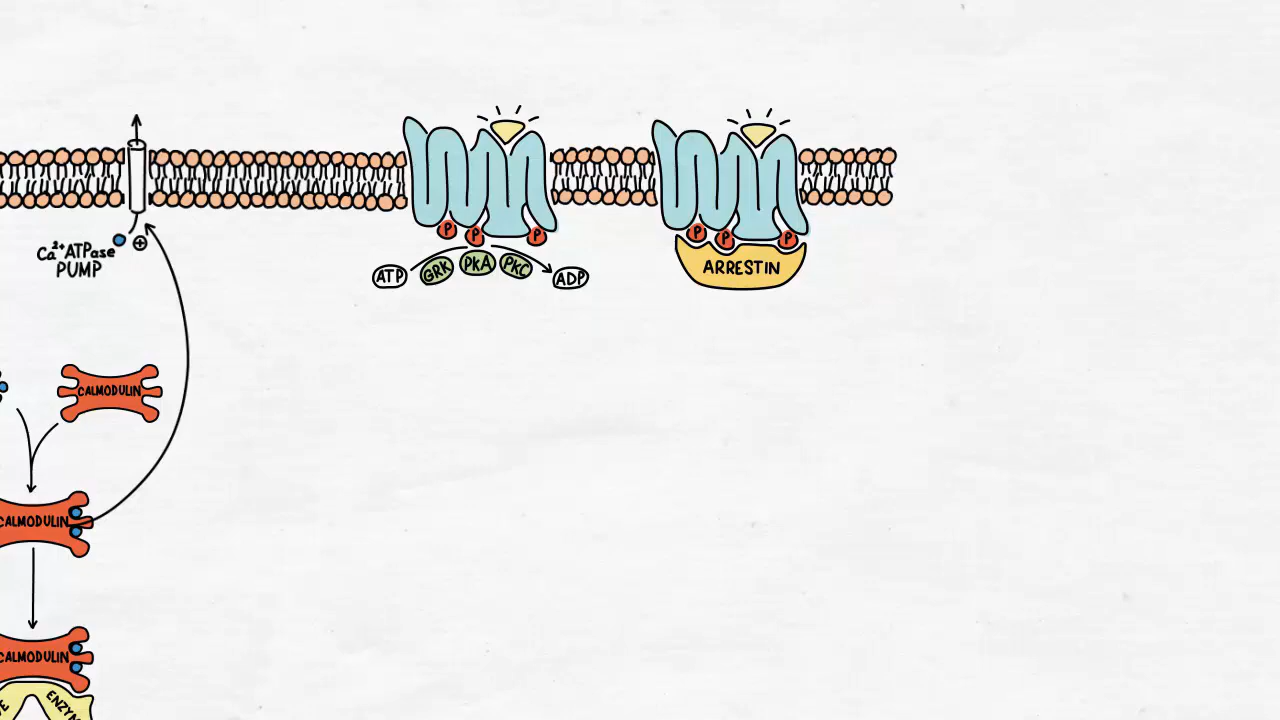 Ca²⁺ATPase
PUMP
ATP
GRK
PKA
PKC
ADP
P
P
P
P
P
P
ARRESTIN
CALMODULIN
CALMODULIN
CALMODULIN